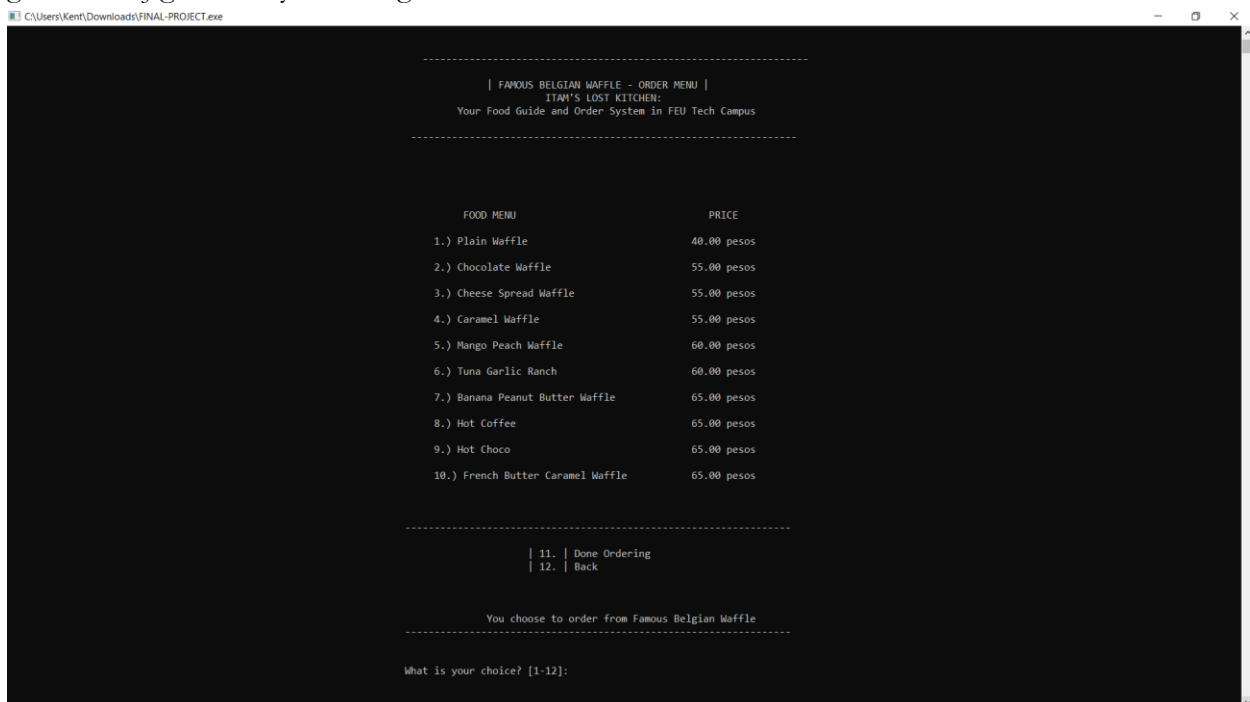 C:\Users\Kent\Downloads\FINAL-PROJECT.exe
| FAMOUS BELGIAN WAFFLE - ORDER MENU |
ITAM'S LOST KITCHEN:
Your Food Guide and Order System in FEU Tech Campus
FOOD MENU PRICE
1.) Plain Waffle 40.00 pesos
2.) Chocolate Waffle 55.00 pesos
3.) Cheese Spread Waffle 55.00 pesos
4.) Caramel Waffle 55.00 pesos
5.) Mango Peach Waffle 60.00 pesos
6.) Tuna Garlic Ranch 60.00 pesos
7.) Banana Peanut Butter Waffle 65.00 pesos
8.) Hot Coffee 65.00 pesos
9.) Hot Choco 65.00 pesos
10.) French Butter Caramel Waffle 65.00 pesos
| 11. | Done Ordering
| 12. | Back
You choose to order from Famous Belgian Waffle
What is your choice? [1-12]: